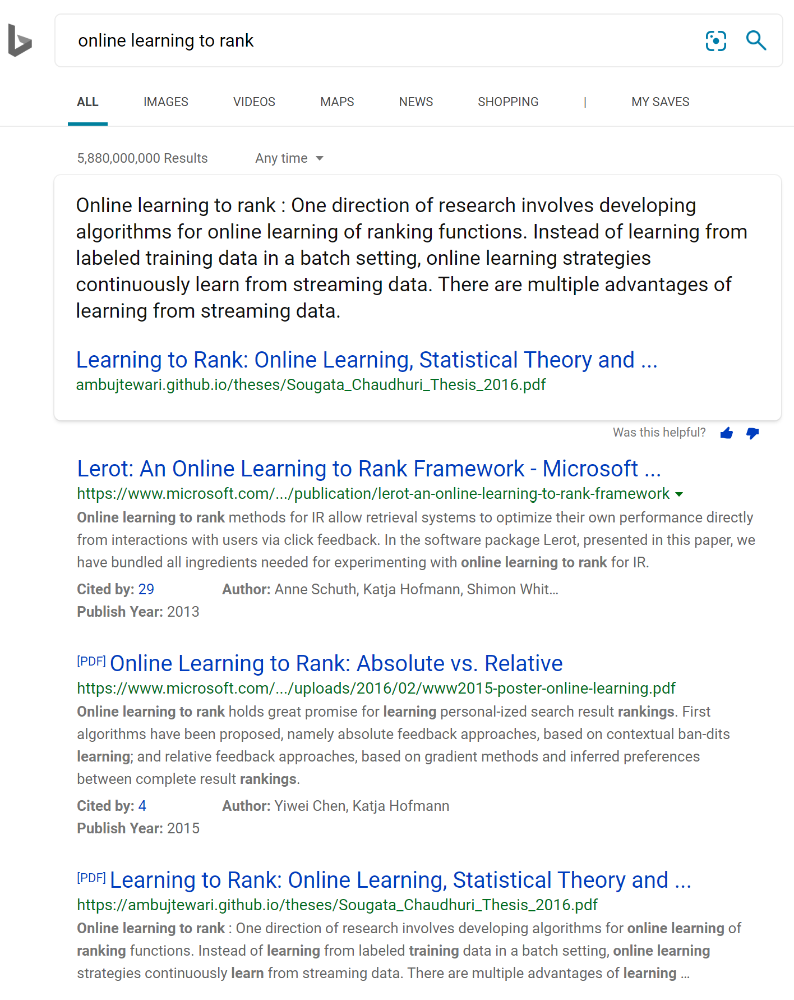 online learning to rank
ALL IMAGES VIDEOS MAPS NEWS SHOPPING | MY SAVES
5,880,000,000 Results Any time
Online learning to rank : One direction of research involves developing
algorithms for online learning of ranking functions. Instead of learning from
labeled training data in a batch setting, online learning strategies
continuously learn from streaming data. There are multiple advantages of
learning from streaming data.
Learning to Rank: Online Learning, Statistical Theory and ...
ambujtewari.github.io/theses/Sougata_Chaudhuri_Thesis_2016.pdf
Was this helpful?
Lerot: An Online Learning to Rank Framework - Microsoft ...
https://www.microsoft.com/.../publication/lerot-an-online-learning-to-rank-framework
Online learning to rank methods for IR allow retrieval systems to optimize their own performance directly
from interactions with users via click feedback. In the software package Lerot, presented in this paper, we
have bundled all ingredients needed for experimenting with online learning to rank for IR.
Cited by: 29 Author: Anne Schuth, Katja Hofmann, Shimon Whit...
Publish Year: 2013
[PDF] Online Learning to Rank: Absolute vs. Relative
https://www.microsoft.com/.../uploads/2016/02/www2015-poster-online-learning.pdf
Online learning to rank holds great promise for learning personal-ized search result rankings. First
algorithms have been proposed, namely absolute feedback approaches, based on contextual ban-dits
learning; and relative feedback approaches, based on gradient methods and inferred preferences
between complete result rankings.
Cited by: 4 Author: Yiwei Chen, Katja Hofmann
Publish Year: 2015
[PDF] Learning to Rank: Online Learning, Statistical Theory and ...
https://ambujtewari.github.io/theses/Sougata_Chaudhuri_Thesis_2016.pdf
Online learning to rank : One direction of research involves developing algorithms for online learning of
ranking functions. Instead of learning from labeled training data in a batch setting, online learning
strategies continuously learn from streaming data. There are multiple advantages of learning ...